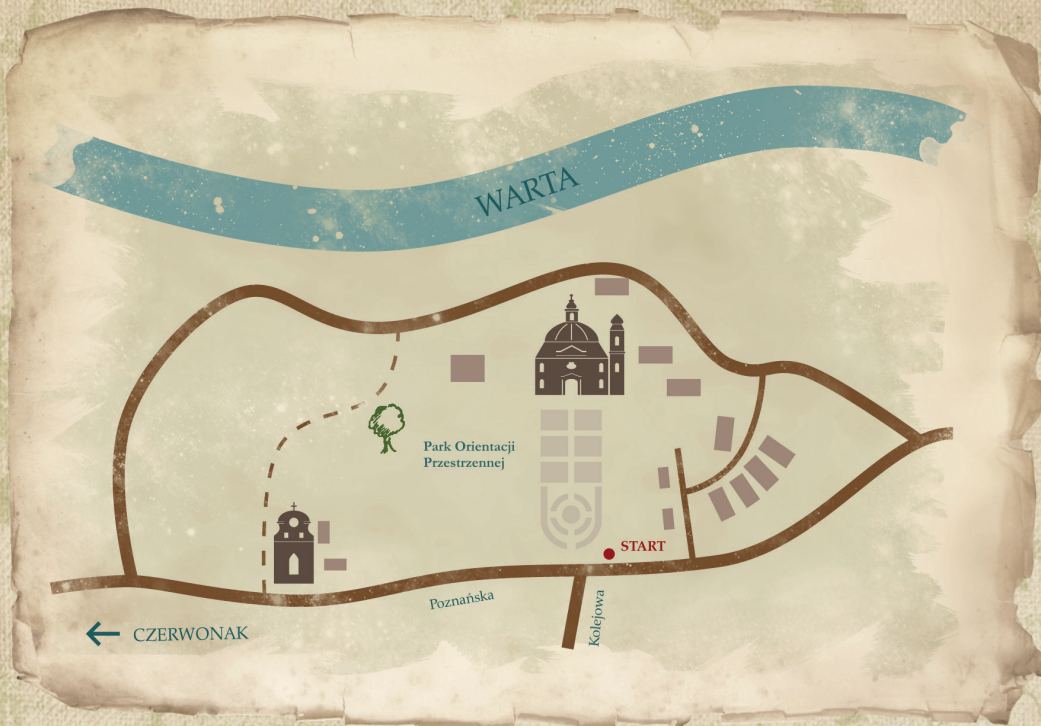 WARTA
Park Orientacji
Przestrzennej
START
Poznańska
Kolejowa
CZERWONAK